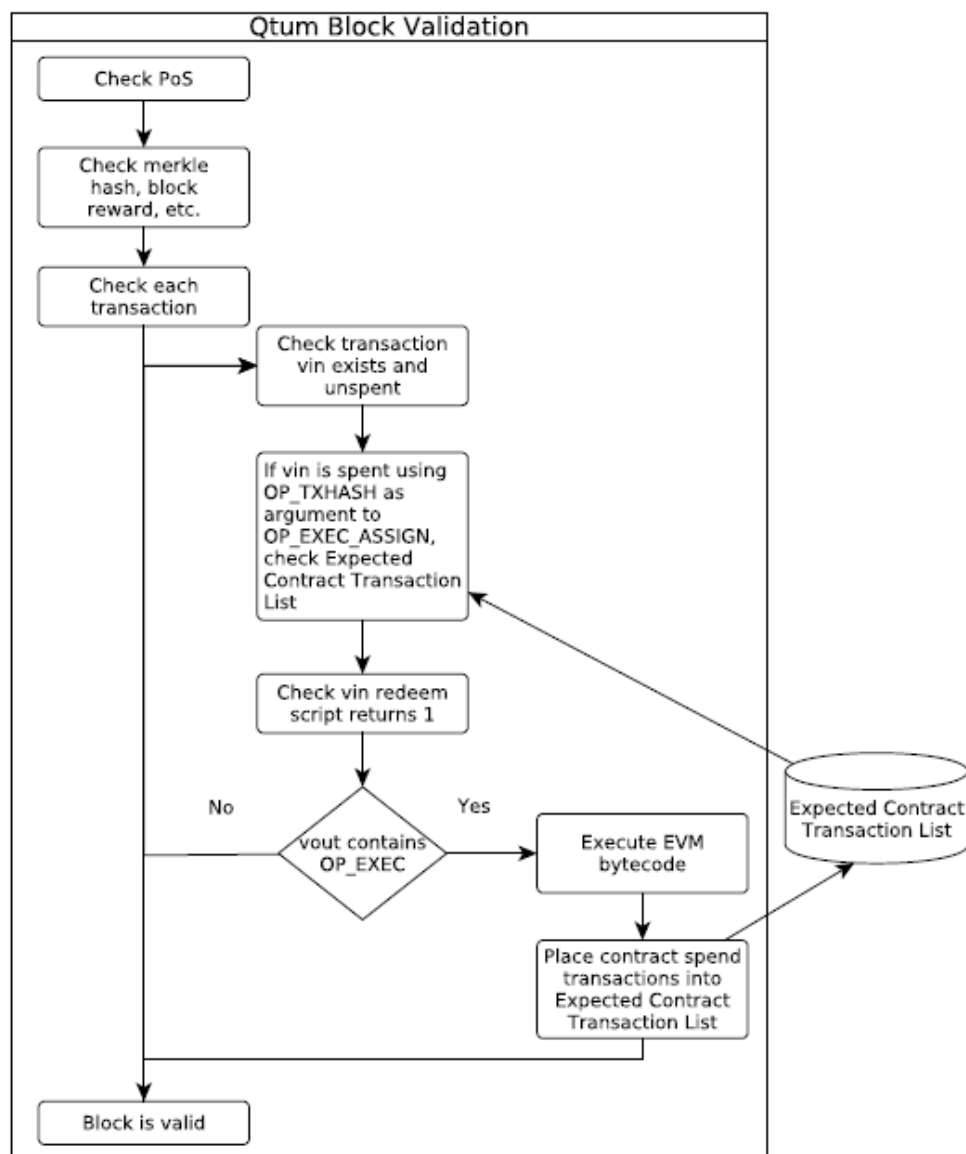 Qtum Block Validation
Check PoS
Check merkle
hash, block
reward, etc.
Check each
transaction
Check transaction
vin exists and
unspent
If vin is spent using
OP_TXHASH as
argument to
OP_EXEC_ASSIGN,
check Expected
Contract Transaction
List
Check vin redeem
script returns 1
No
Yes
vout contains
OP_EXEC
Execute EVM
bytecode
Expected Contract
Transaction List
Place contract spend
transactions into
Expected Contract
Transaction List
Block is valid